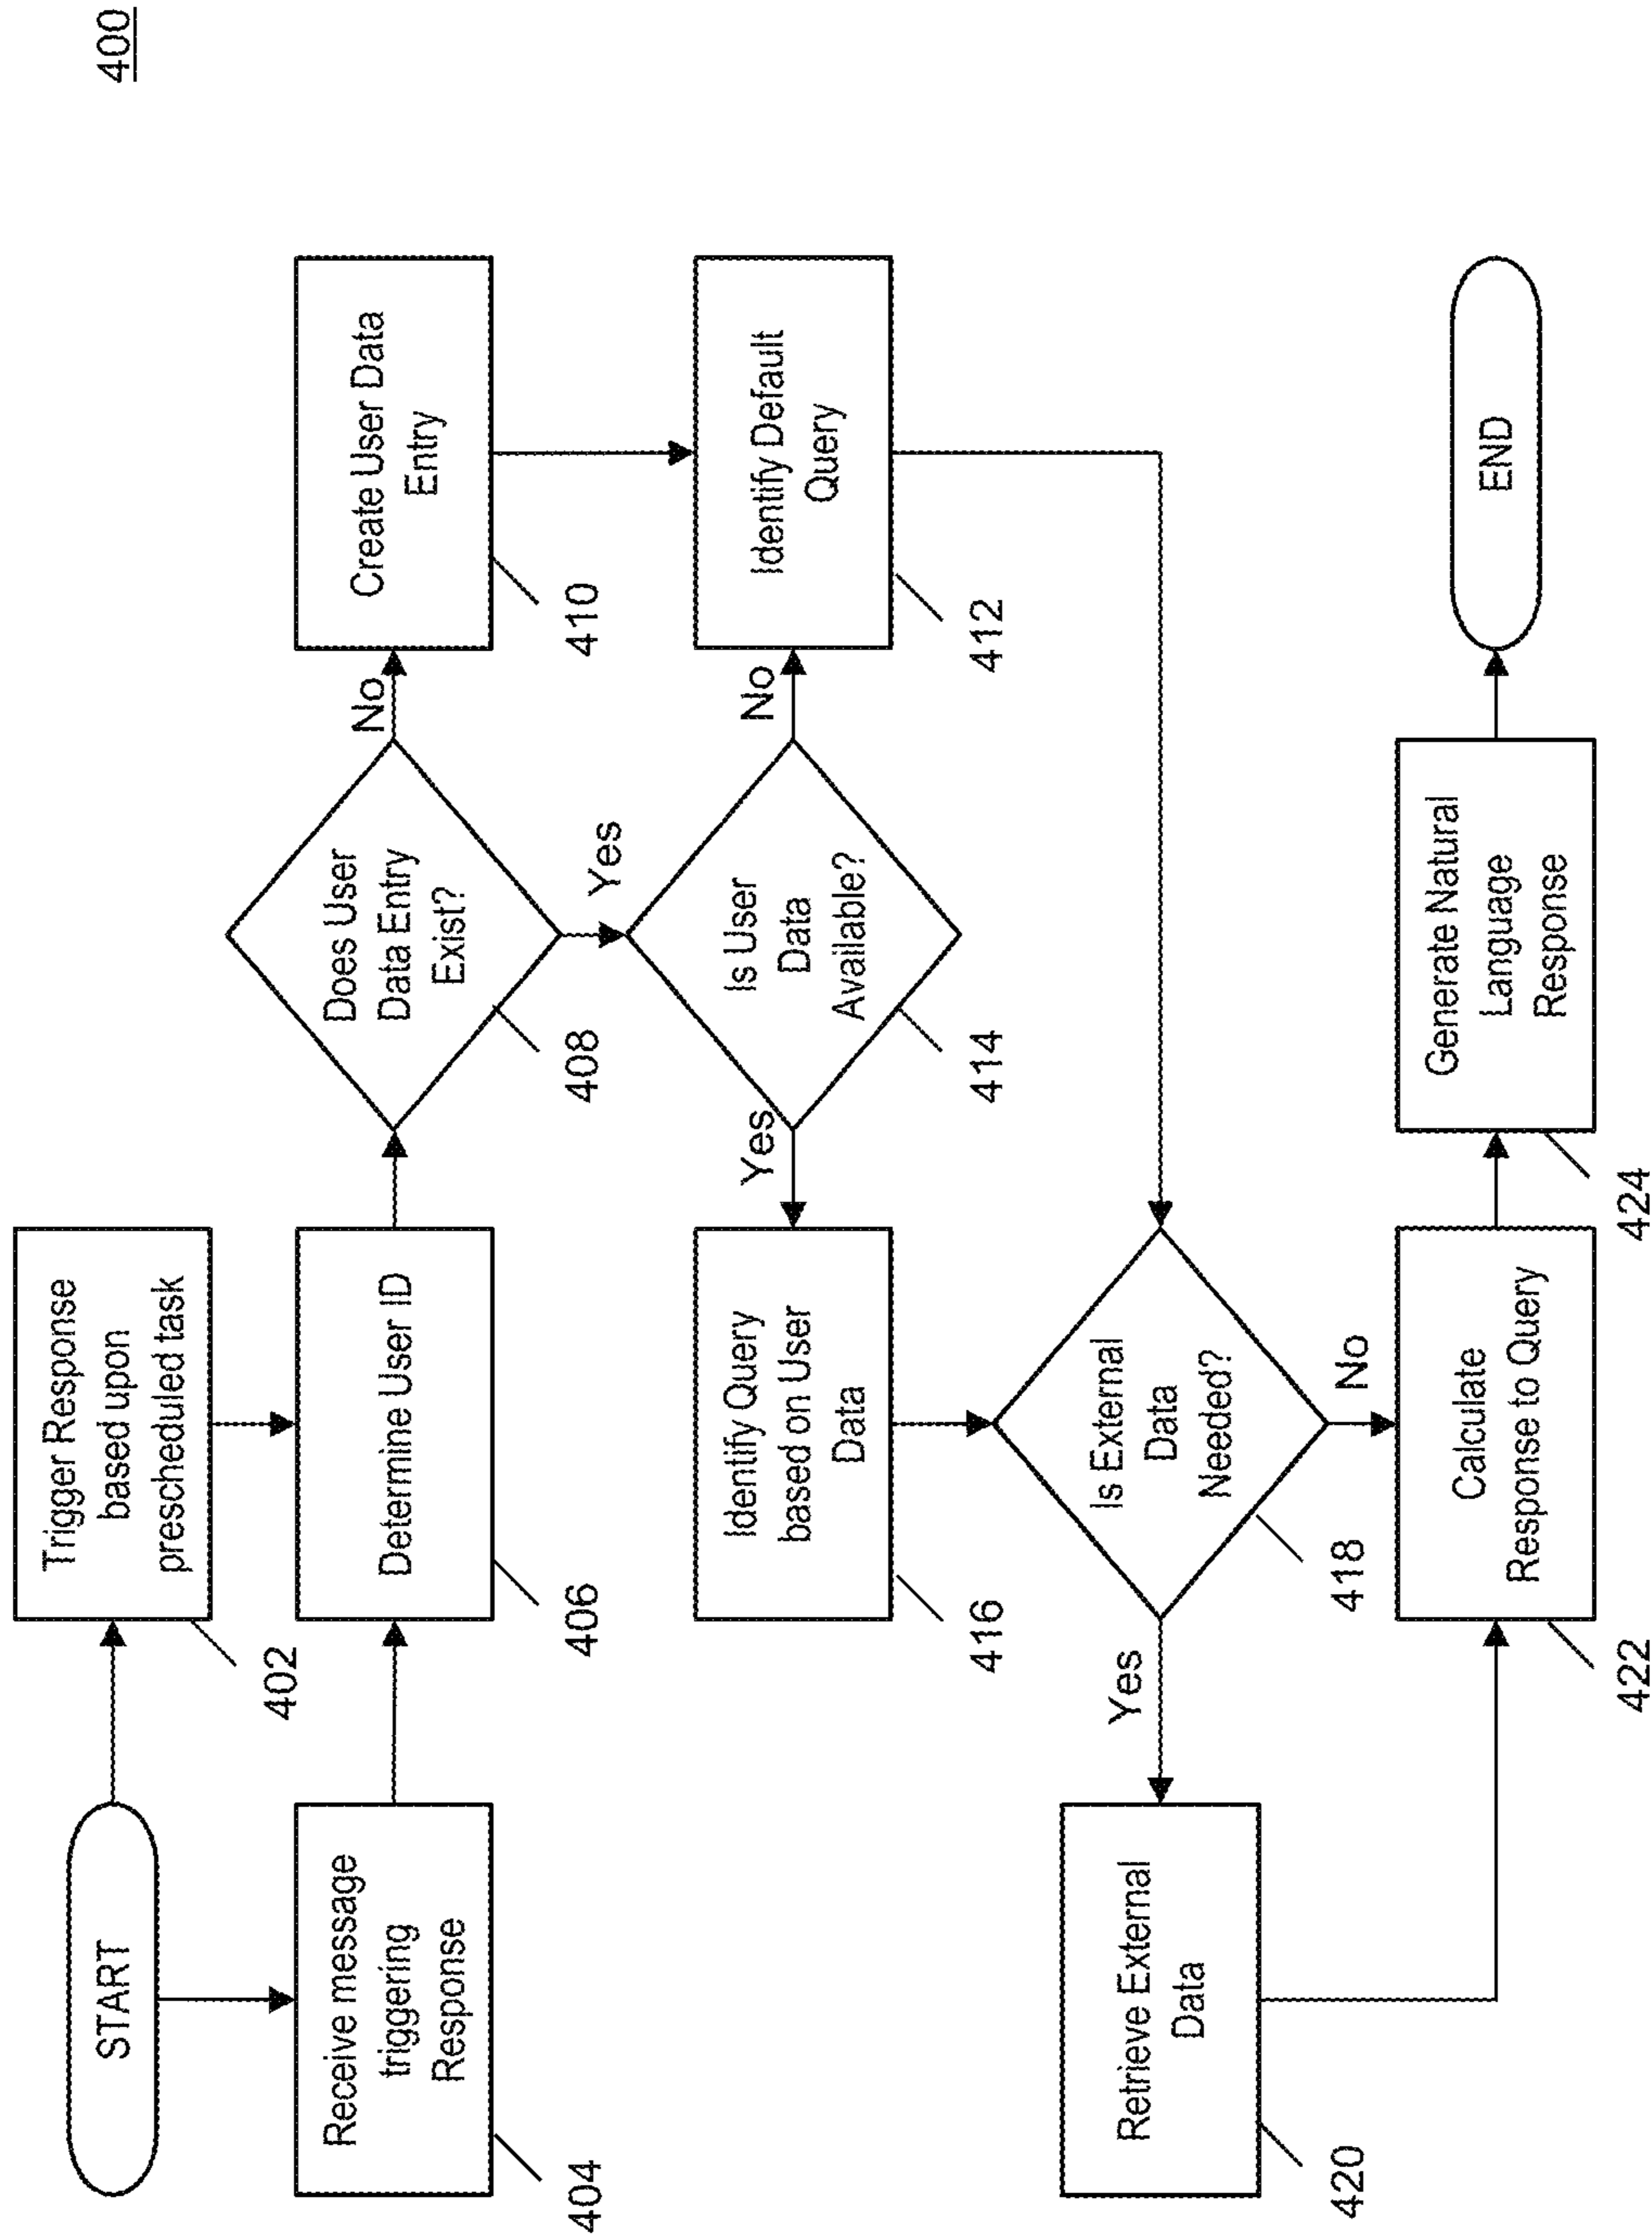 400
START
Trigger Response
based upon
prescheduled task
402
Receive message
triggering
Response
404
Determine User ID
406
Does User
Data Entry
Exist?
408
No
Yes
Create User Data
Entry
410
Identify Default
Query
412
Is User
Data
Available?
414
No
Yes
Identify Query
based on User
Data
416
Is External
Data
Needed?
418
Yes
No
Retrieve External
Data
420
Calculate
Response to Query
422
Generate Natural
Language
Response
424
END